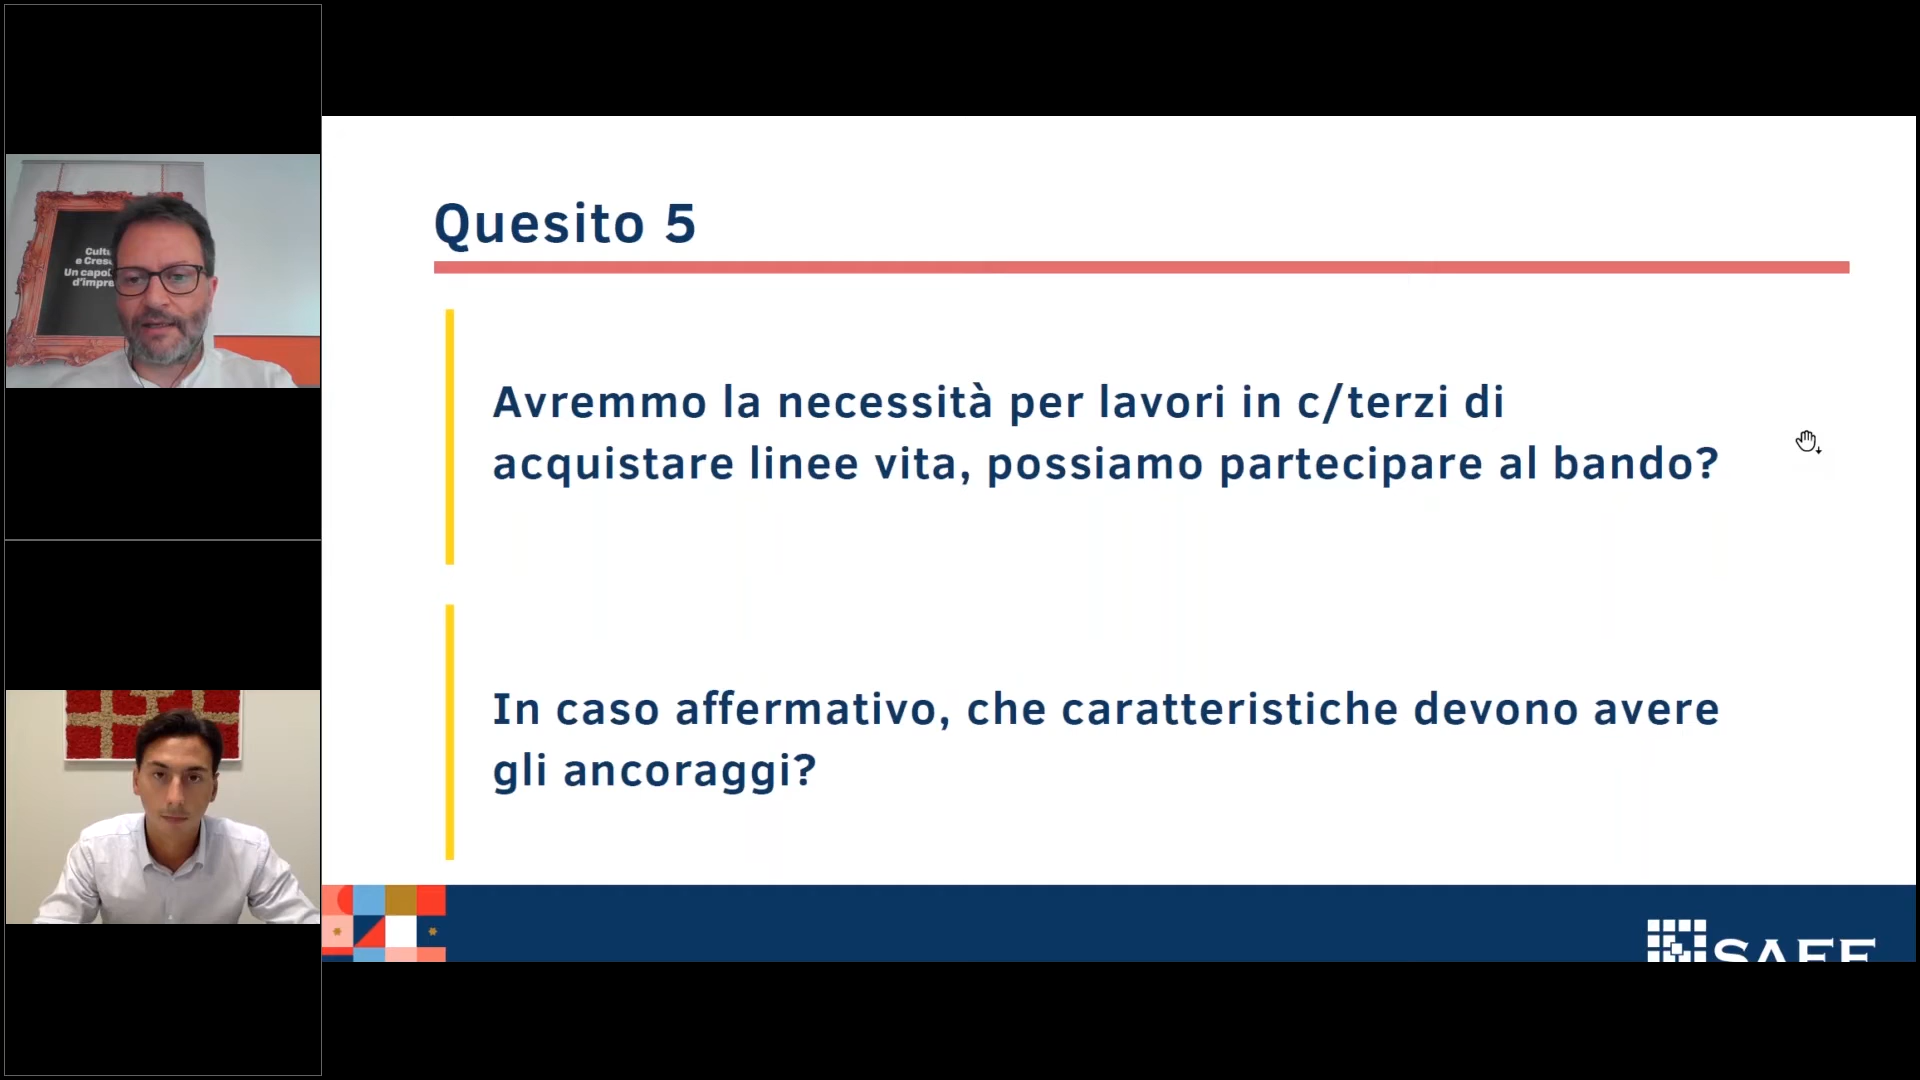 Quesito 5
Avremmo la necessità per lavori in c/terzi di
acquistare linee vita, possiamo partecipare al bando?
In caso affermativo, che caratteristiche devono avere
gli ancoraggi?
d'impre